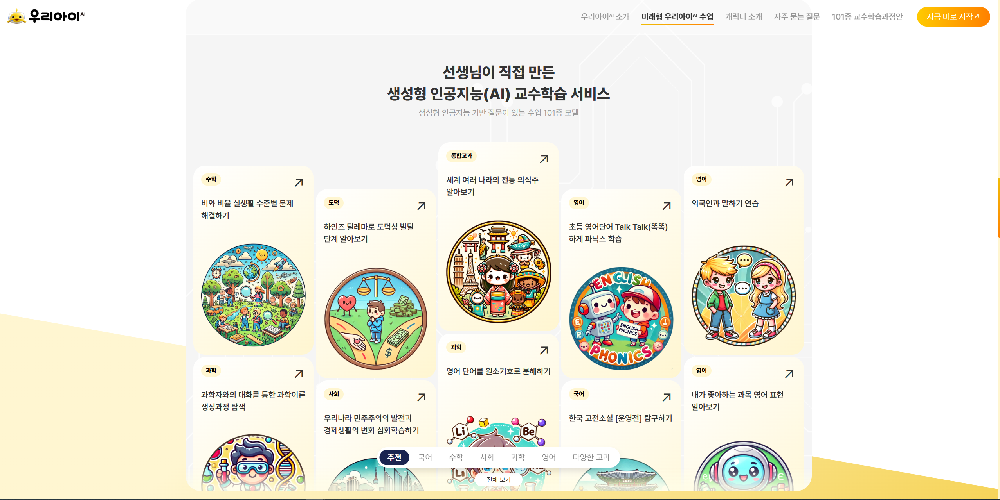 우리아이AI
우리아이AI 소개
미래형 우리아이AI 수업
캐릭터 소개
자주 묻는 질문
101종 교수학습과정안
지금 바로 시작
선생님이 직접 만든
생성형 인공지능(AI) 교수학습 서비스
생성형 인공지능 기반 질문이 있는 수업 101종 모델
수학
비와 비율 실생활 수준별 문제
해결하기
도덕
하인즈 딜레마로 도덕성 발달
단계 알아보기
$
통합교과
세계 여러 나라의 전통 의식주
알아보기
영어
초등 영어단어 Talk Talk(똑똑)
하게 파닉스 학습
ENGLISH
E
P
ENGLISH
PHONICS
PHONICS
영어
외국인과 말하기 연습
과학
과학자와의 대화를 통한 과학이론
생성과정 탐색
사회
우리나라 민주주의의 발전과
경제생활의 변화 심화학습하기
과학
영어 단어를 원소기호로 분해하기
Li
Be
국어
한국 고전소설 [운영전] 탐구하기
영어
내가 좋아하는 과목 영어 표현
알아보기
추천
국어
수학
사회
과학
영어
다양한 교과
전체 보기